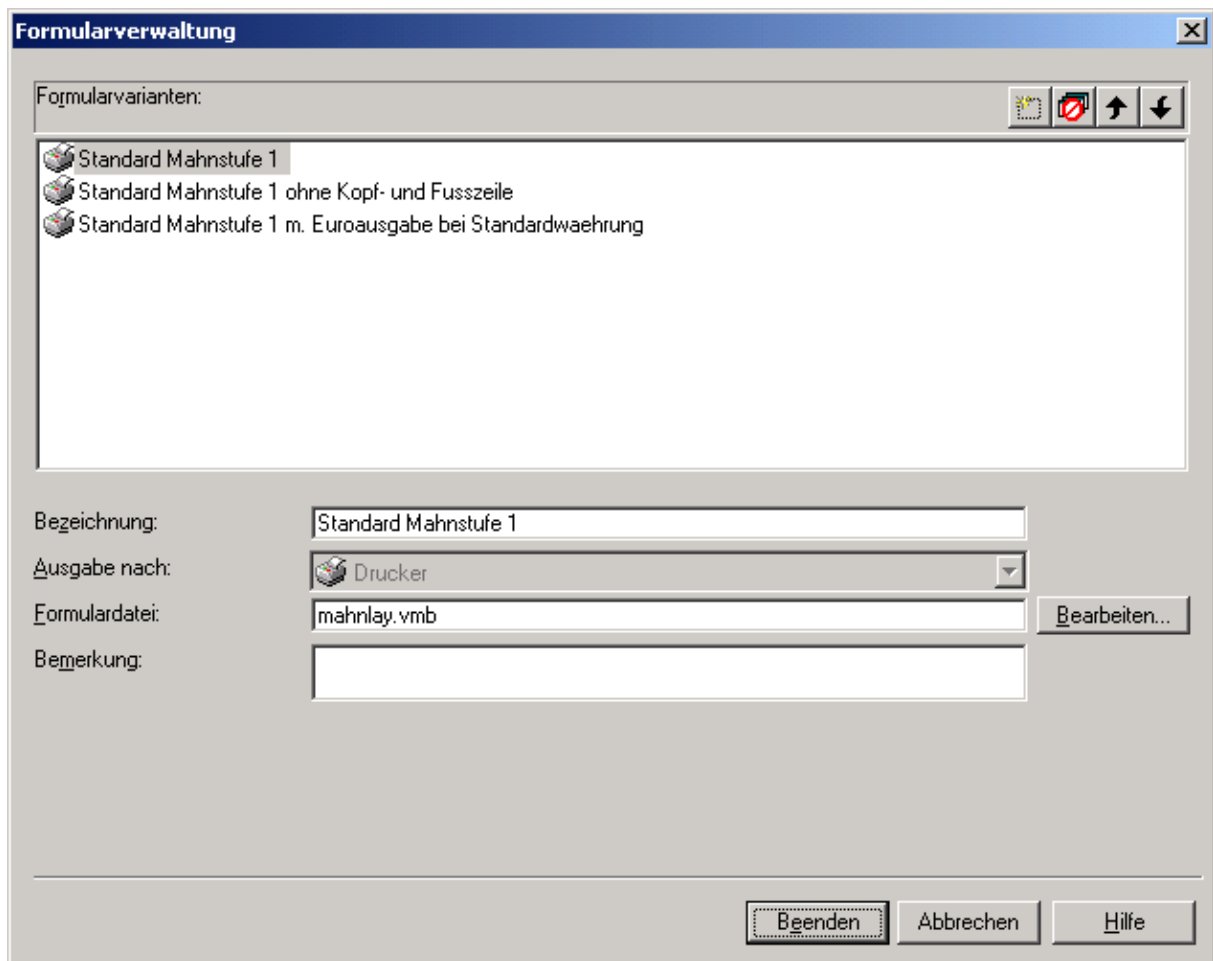 Formularverwaltung
Formularvarianten:
Standard Mahnstufe 1
Standard Mahnstufe 1 ohne Kopf- und Fusszeile
Standard Mahnstufe 1 m. Euroausgabe bei Standardwaehrung
Bezeichnung: Standard Mahnstufe 1
Ausgabe nach: Drucker
Formulardatei: mahnlay.vmb Bearbeiten...
Bemerkung:
Beenden Abbrechen Hilfe